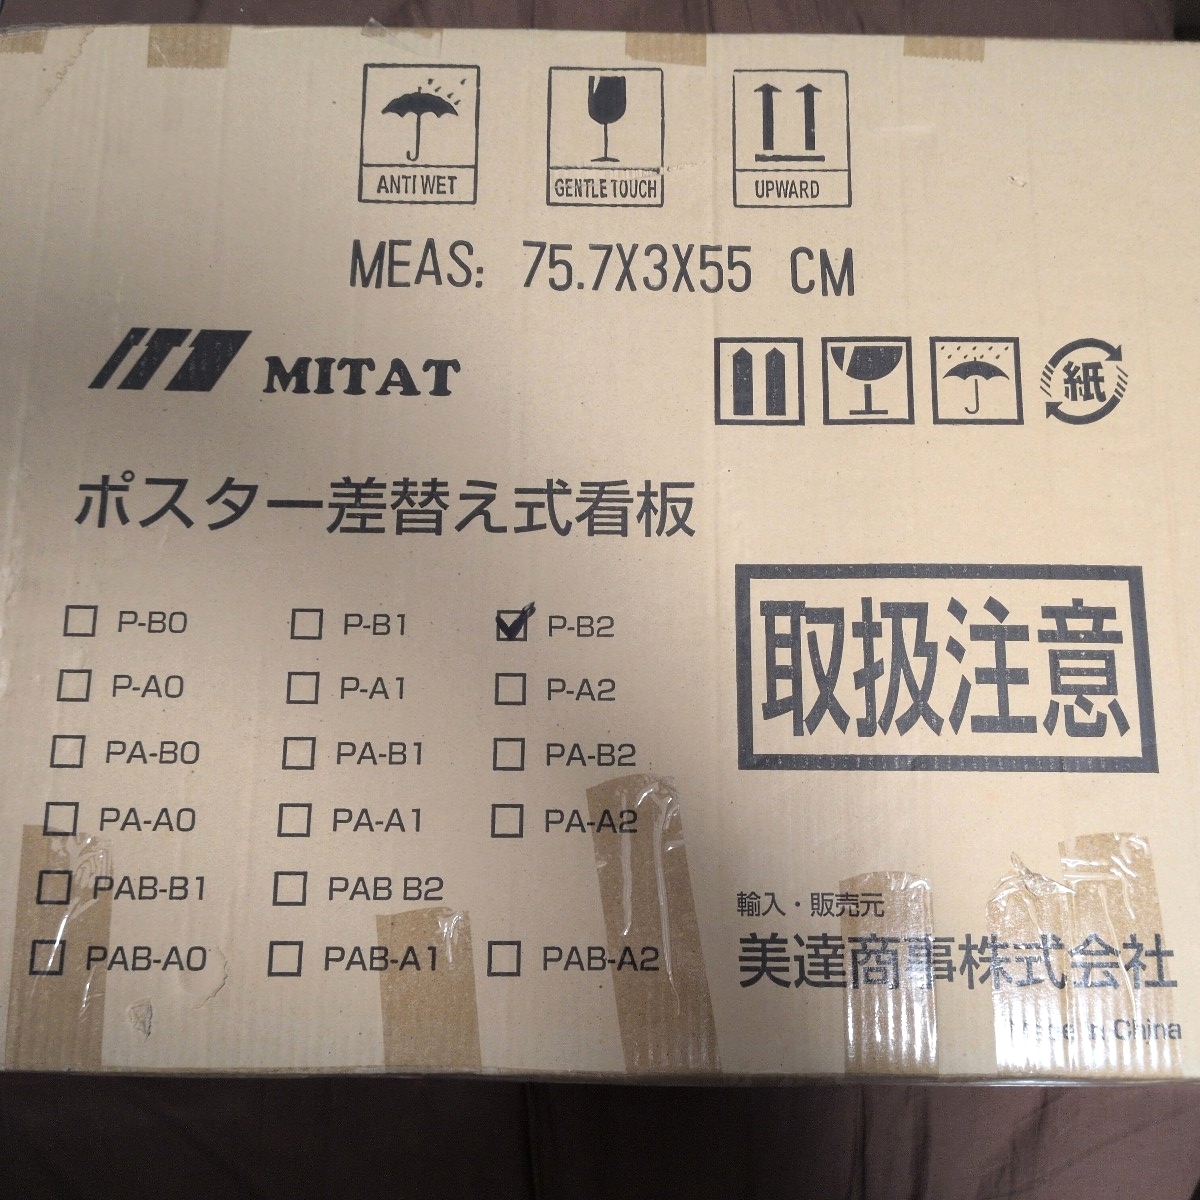 ANTI WET
GENTLE TOUCH
UPWARD
MEAS: 75.7X3X55 CM
MITAT
紙
ポスター差替え式看板
P-B0
P-B1
P-B2
P-A0
P-A1
P-A2
PA-B0
PA-B1
PA-B2
PA-A0
PA-A1
PA-A2
PAB-B1
PAB B2
PAB-A0
PAB-A1
PAB-A2
取扱注意
輸入・販売元
美達商事株式会社
Made in China